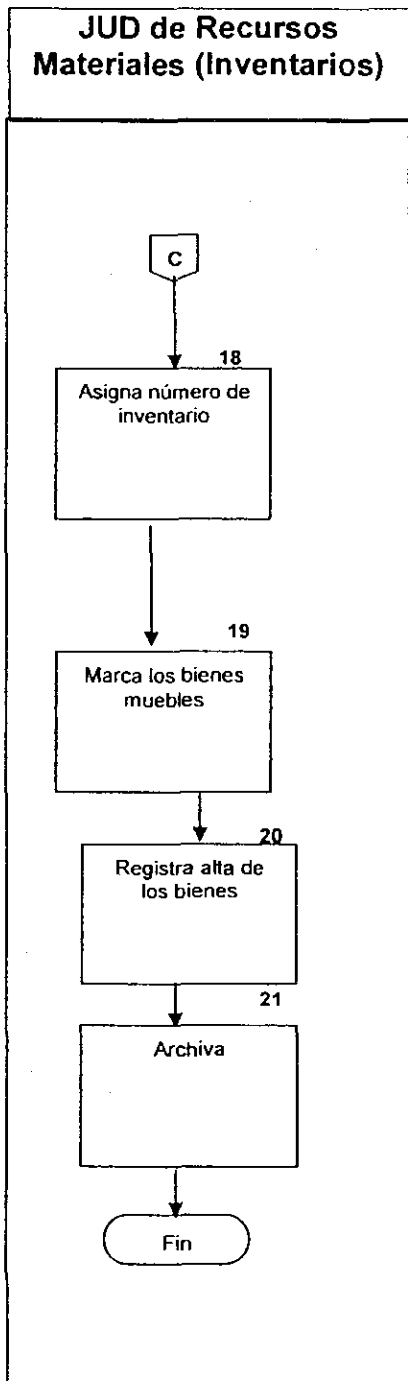 JUD de Recursos
Materiales (Inventarios)
C
18
Asigna número de
inventario
19
Marca los bienes
muebles
20
Registra alta de
los bienes
21
Archiva
Fin